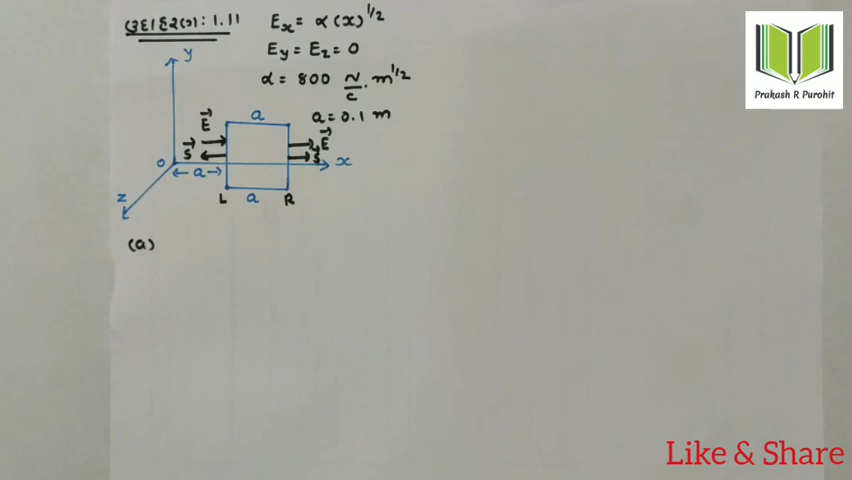 ઉદાહરણ: 1.11
Eₓ = α(x)^1/2
Ey = Ez = 0
α = 800 N/C · m^1/2
a = 0.1 m
y
a
E⃗
E⃗
S⃗
S⃗
O
a
x
z
L
a
R
(a)
Prakash R Purohit
Like & Share